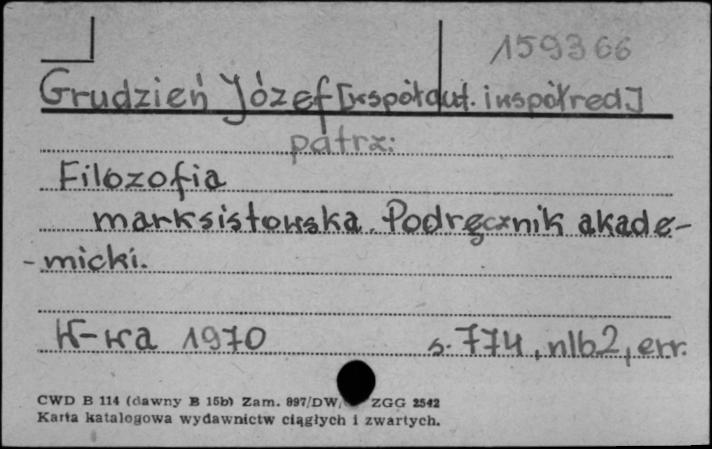 159366
Grudzień Józef [współaut. i współred.]
patrz:
Filozofia
marksistowska. Podręcznik akade-
-micki.
W-wa 1970 s. 774, nlb2, err.
CWD B 114 (dawny B 15b) Zam. 897/DW/ ZGG 2542
Karta katalogowa wydawnictw ciągłych i zwartych.